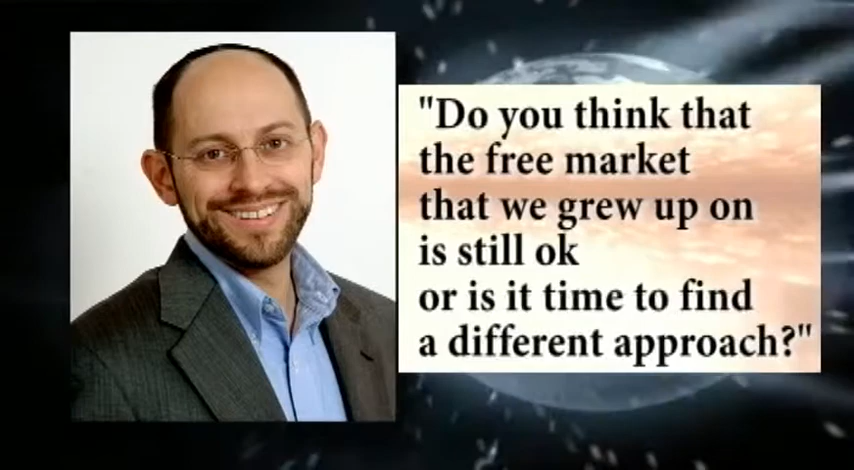 "Do you think that
the free market
that we grew up on
is still ok
or is it time to find
a different approach?"